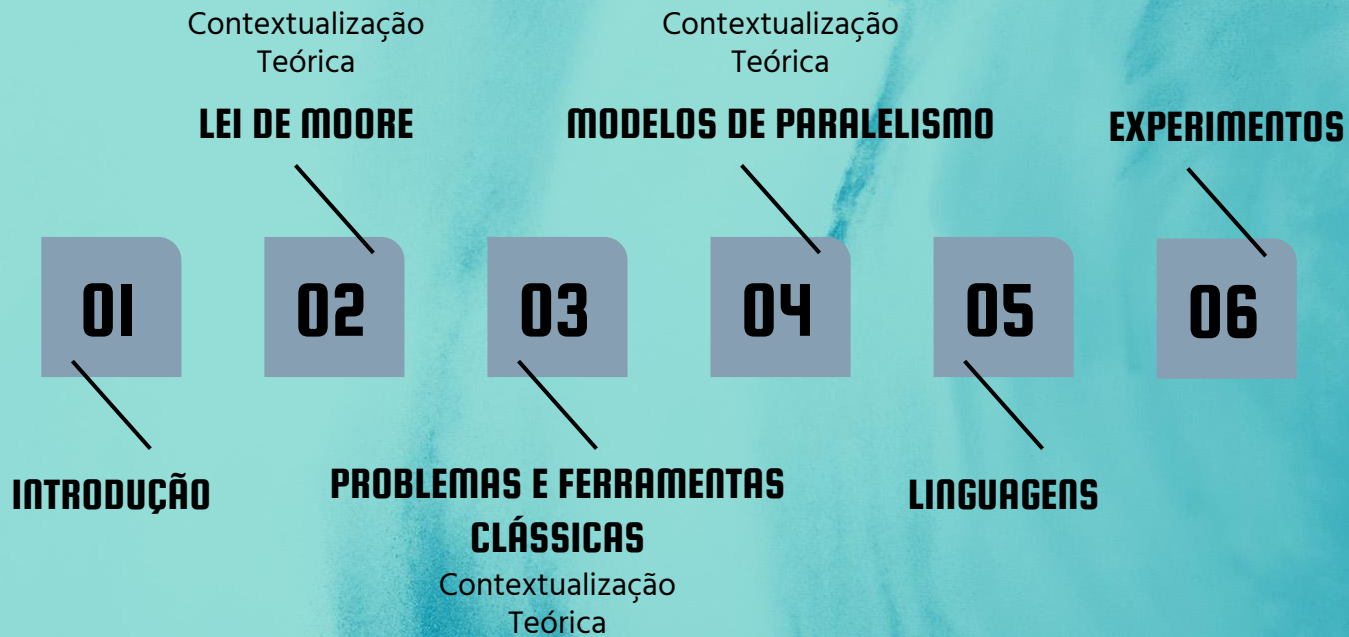 Contextualização
Teórica
LEI DE MOORE
Contextualização
Teórica
MODELOS DE PARALELISMO
EXPERIMENTOS
01
02
03
04
05
06
INTRODUÇÃO
PROBLEMAS E FERRAMENTAS
CLÁSSICAS
Contextualização
Teórica
LINGUAGENS